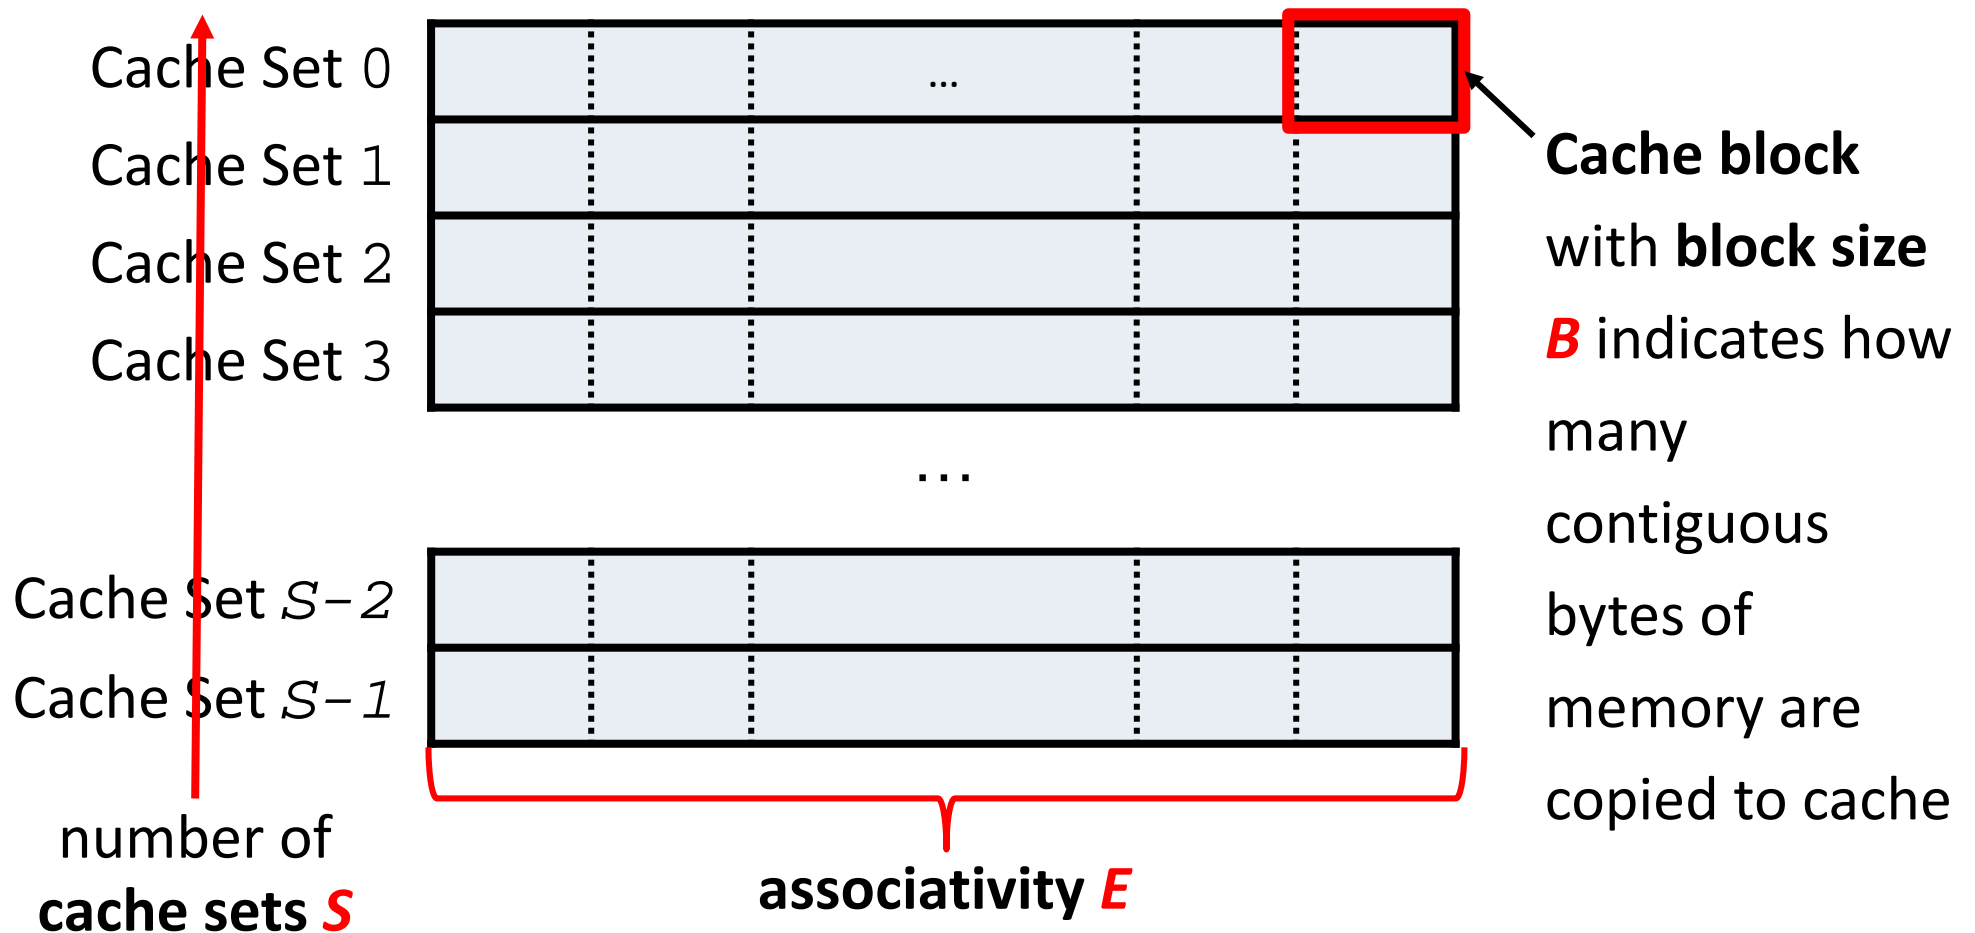 Cache Set 0
...
Cache Set 1
Cache Set 2
Cache Set 3
...
Cache Set S-2
Cache Set S-1
number of
cache sets S
associativity E
Cache block
with block size
B indicates how
many
contiguous
bytes of
memory are
copied to cache